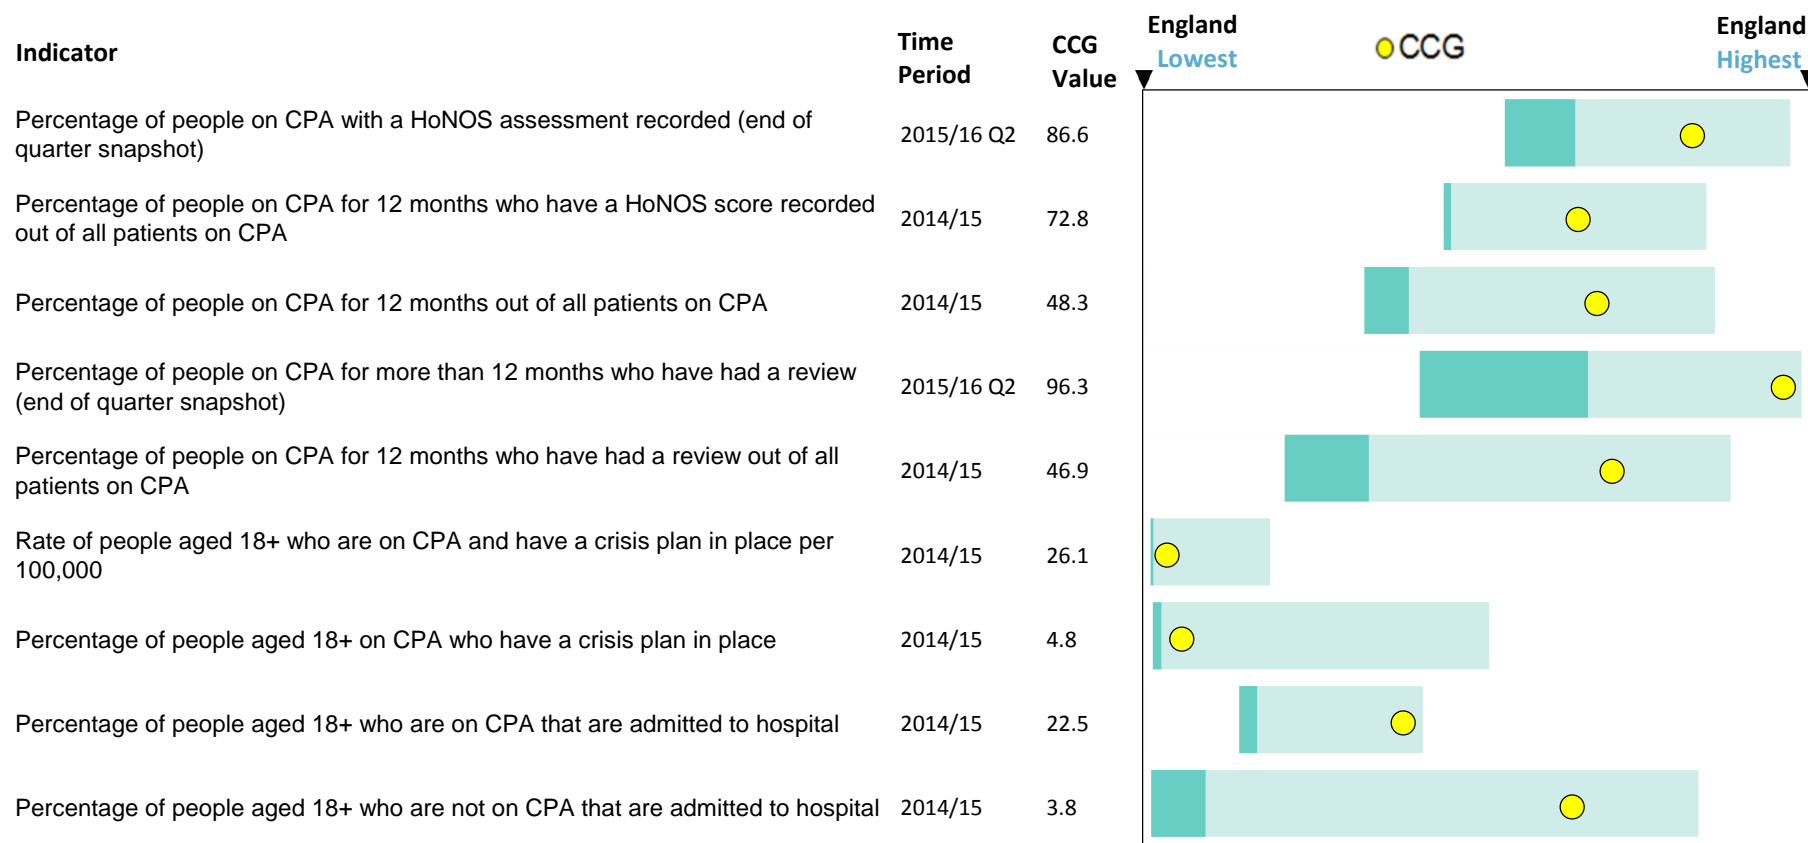 Indicator
Time
Period
CCG
Value
England
Lowest
CCG
England
Highest
Percentage of people on CPA with a HoNOS assessment recorded (end of
quarter snapshot)
2015/16 Q2
86.6
Percentage of people on CPA for 12 months who have a HoNOS score recorded
out of all patients on CPA
2014/15
72.8
Percentage of people on CPA for 12 months out of all patients on CPA
2014/15
48.3
Percentage of people on CPA for more than 12 months who have had a review
(end of quarter snapshot)
2015/16 Q2
96.3
Percentage of people on CPA for 12 months who have had a review out of all
patients on CPA
2014/15
46.9
Rate of people aged 18+ who are on CPA and have a crisis plan in place per
100,000
2014/15
26.1
Percentage of people aged 18+ on CPA who have a crisis plan in place
2014/15
4.8
Percentage of people aged 18+ who are on CPA that are admitted to hospital
2014/15
22.5
Percentage of people aged 18+ who are not on CPA that are admitted to hospital
2014/15
3.8